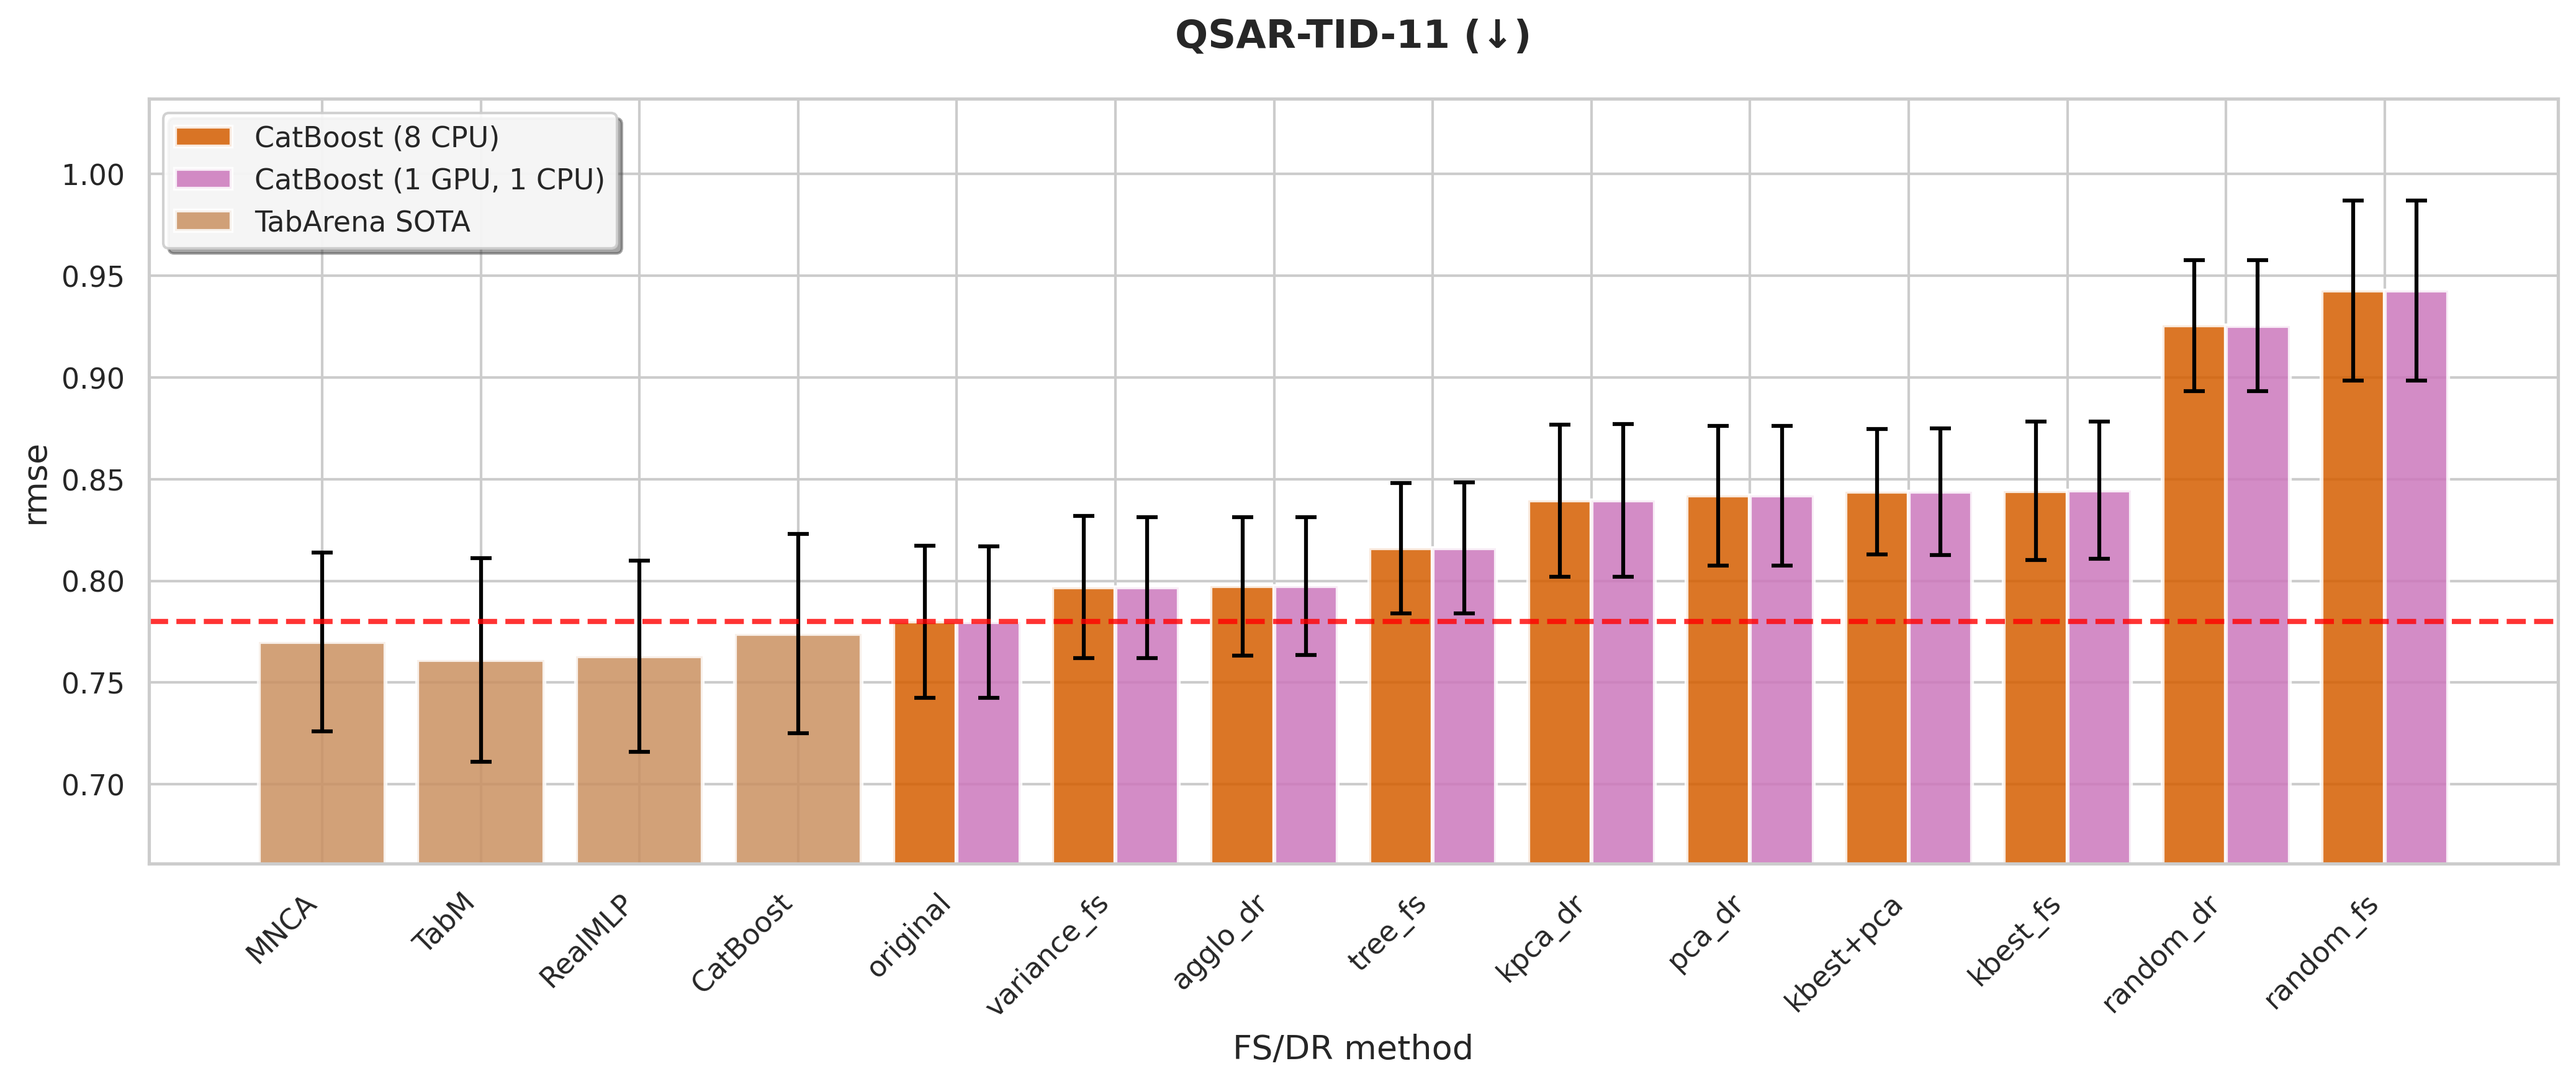 QSAR-TID-11 (↓)
CatBoost (8 CPU)
CatBoost (1 GPU, 1 CPU)
TabArena SOTA
1.00
0.95
0.90
0.85
0.80
0.75
0.70
rmse
MNCA
TabM
RealMLP
CatBoost
original
variance_fs
agglo_dr
tree_fs
kpca_dr
pca_dr
kbest+pca
kbest_fs
random_dr
random_fs
FS/DR method